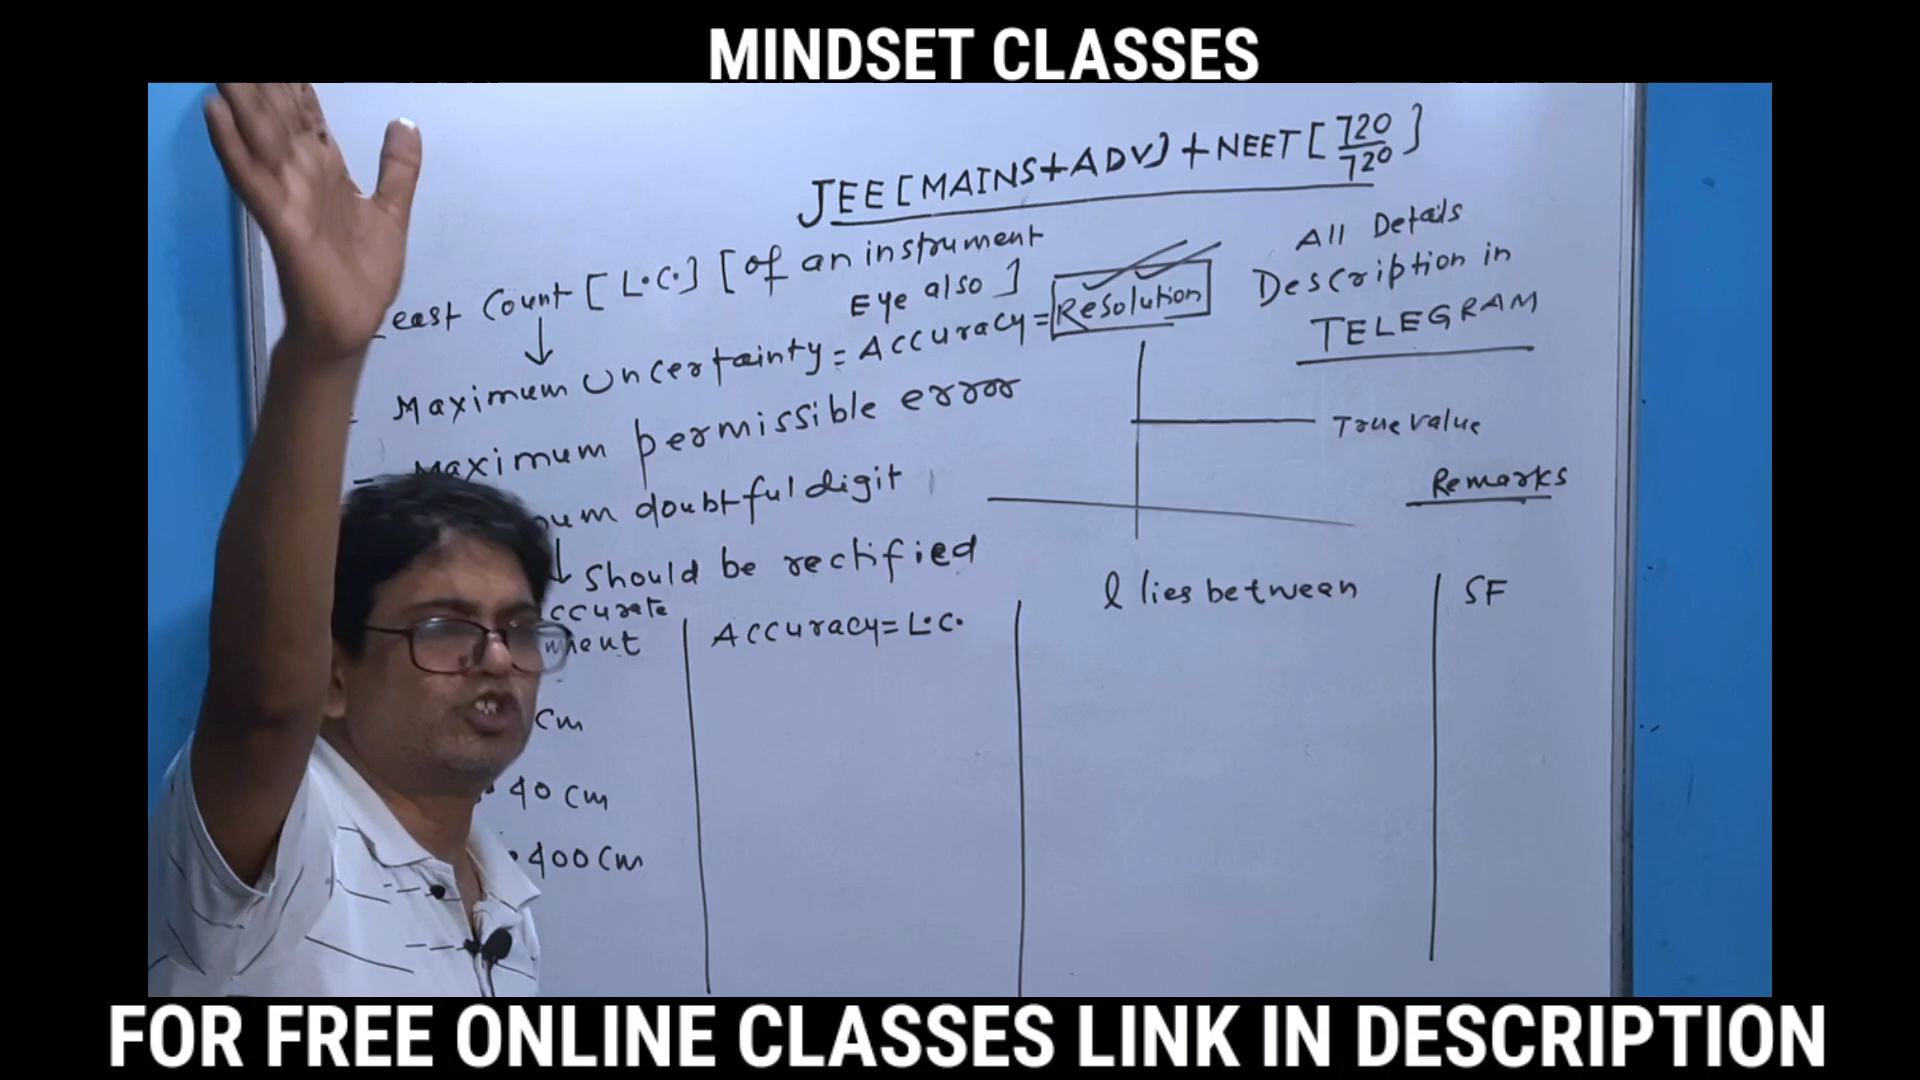 MINDSET CLASSES
JEE [MAINS+ADV] + NEET [720/720]
Count [L.C.] [of an instrument
Eye also]
Maximum Uncertainty = Accuracy = Resolution
Maximum permissible error
doubtful digit
Should be rectified
All Details
Description in
TELEGRAM
True value
Remarks
Accuracy = L.C.
l lies between
SF
cm
40 cm
.400 cm
FOR FREE ONLINE CLASSES LINK IN DESCRIPTION